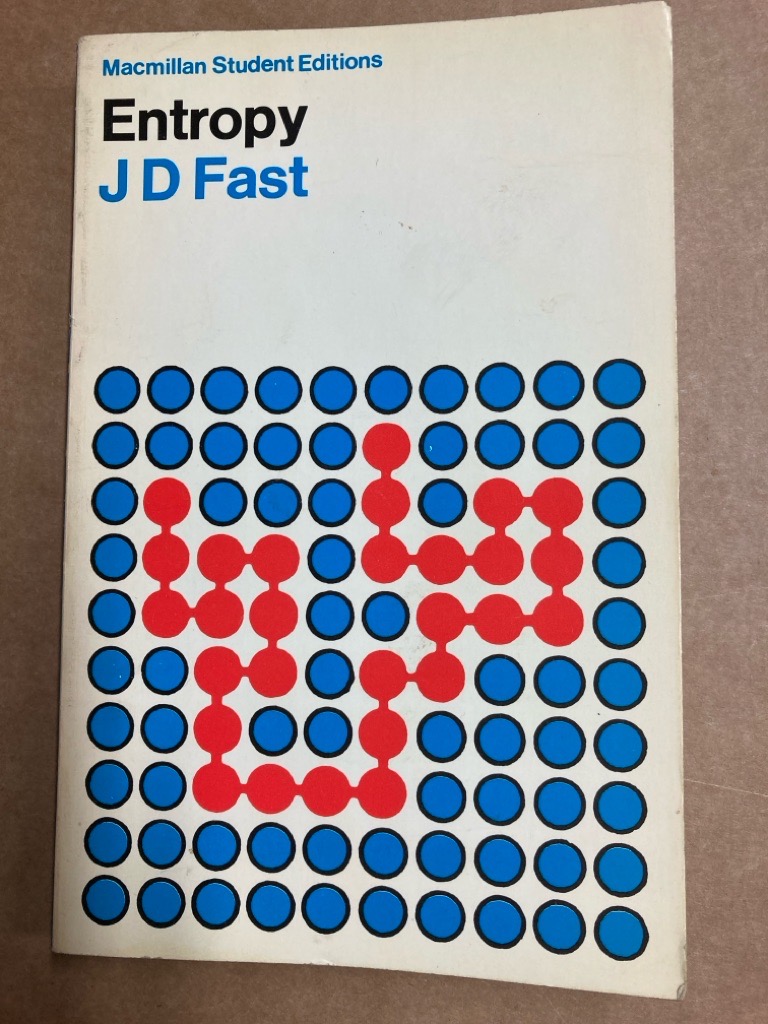 Macmillan Student Editions
Entropy
J D Fast